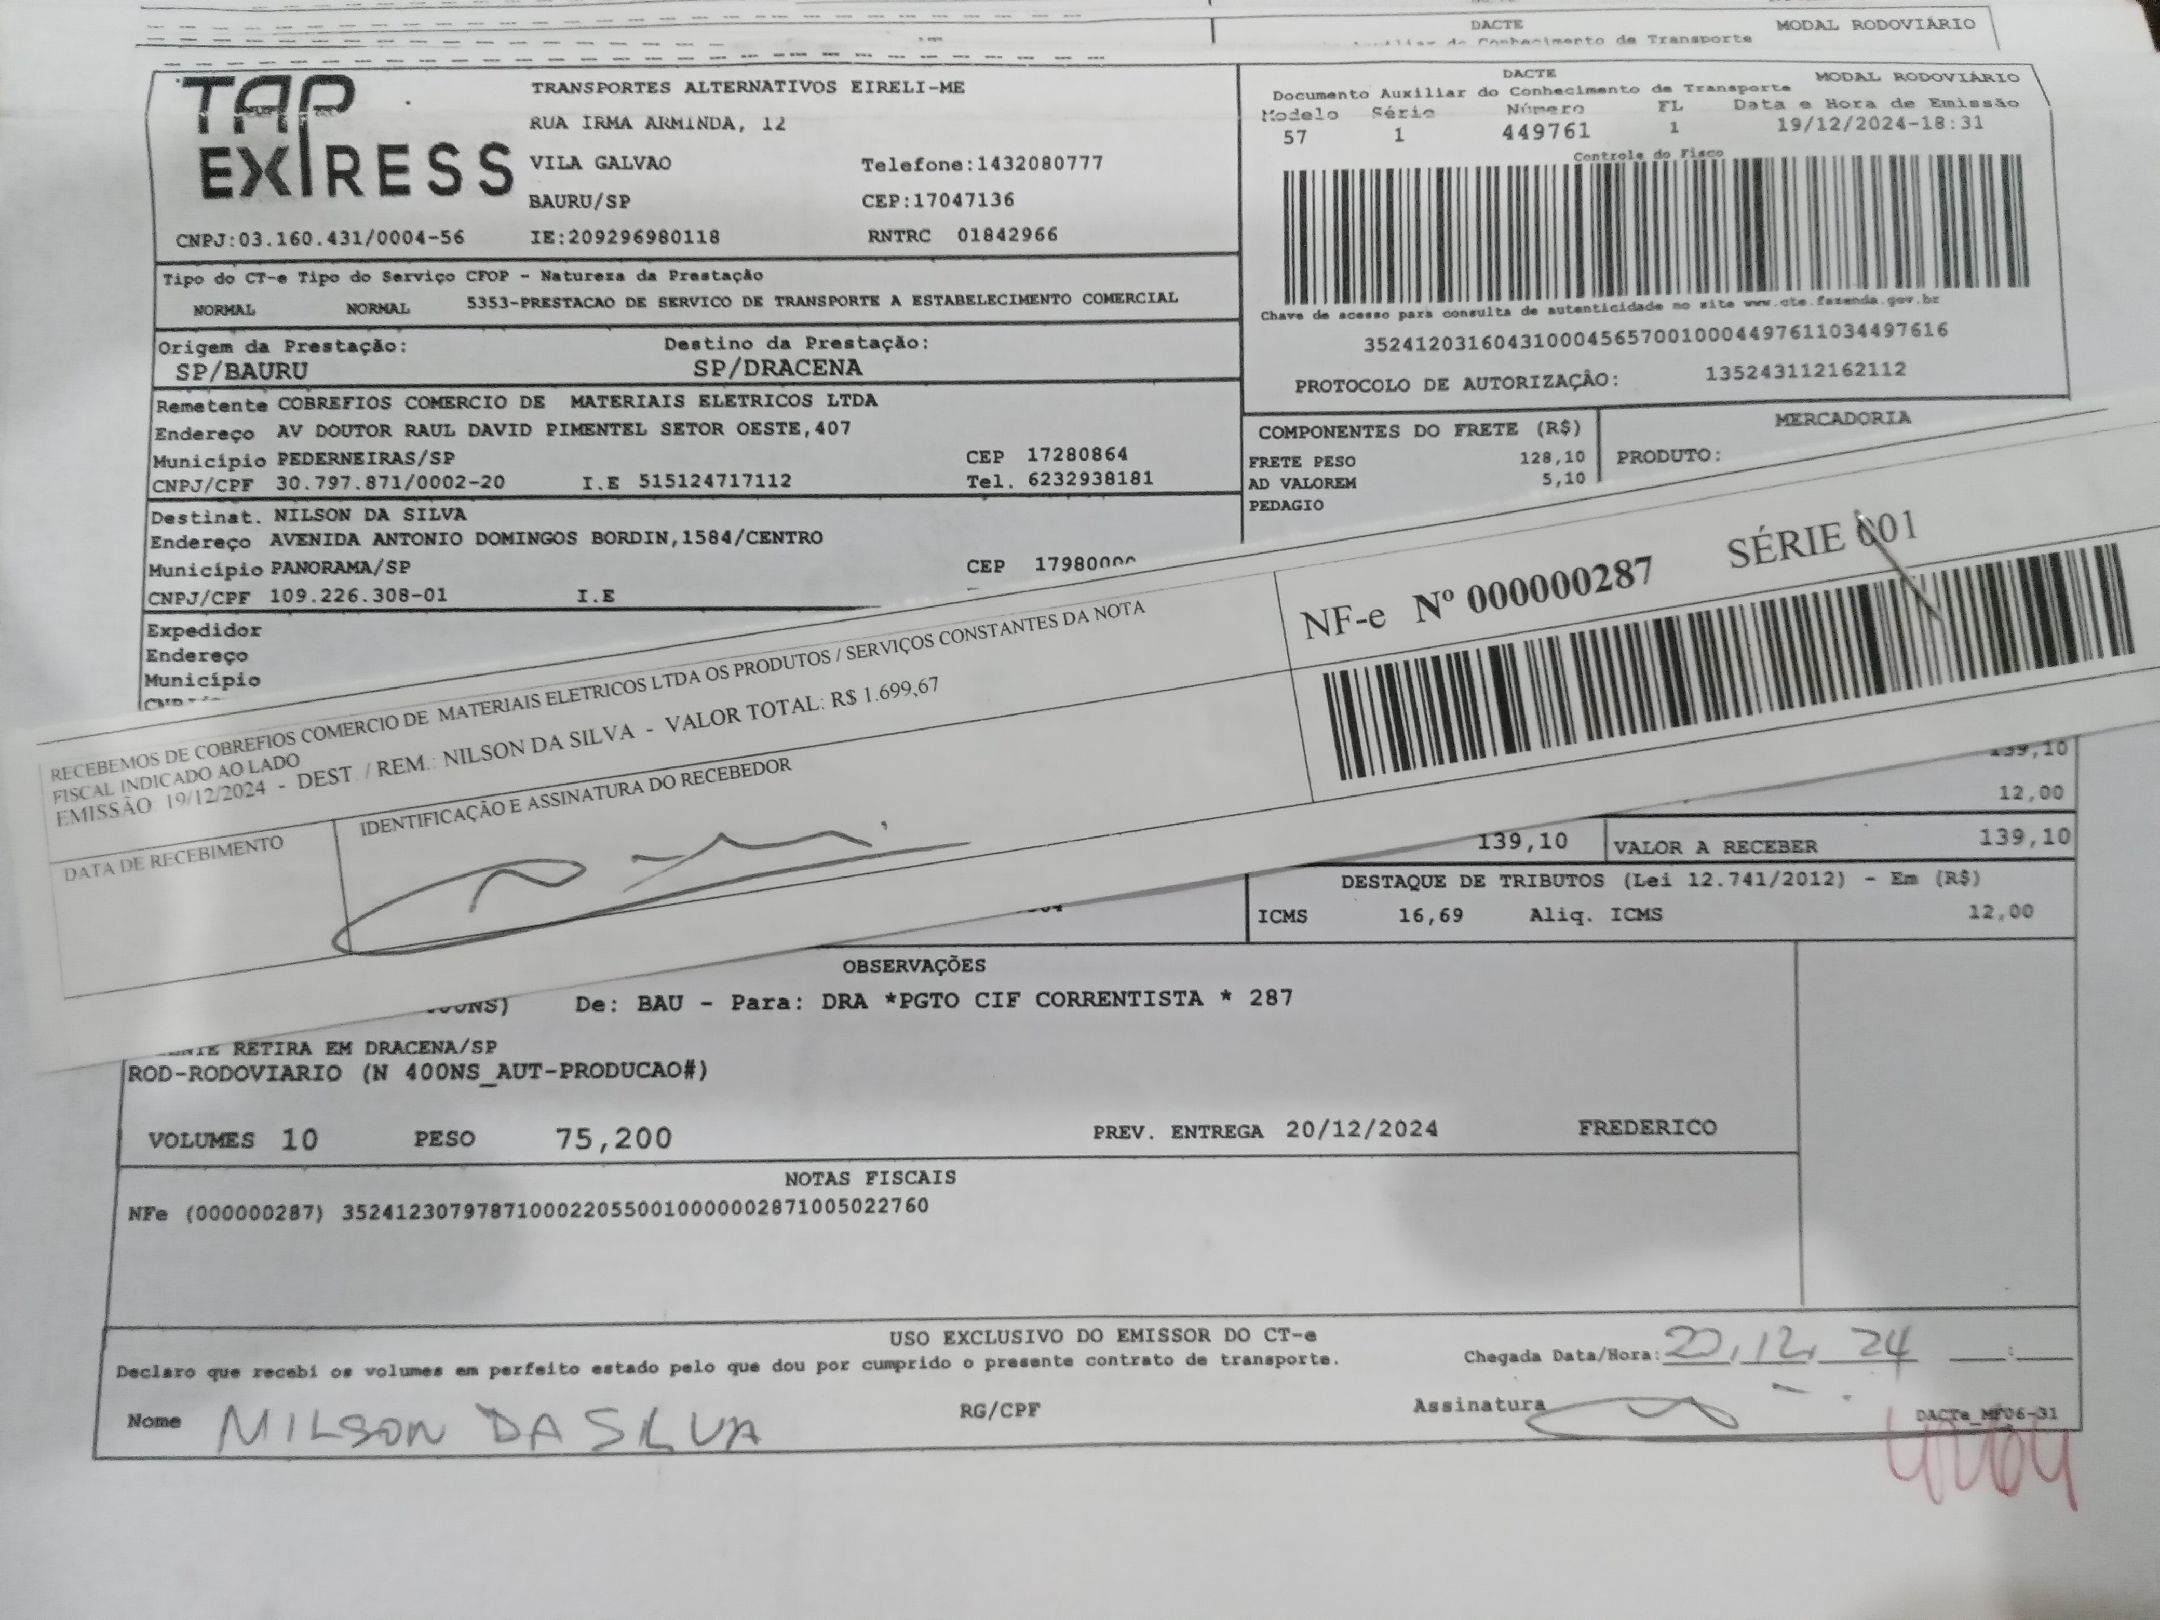 DACTE MODAL RODOVIÁRIO
Auxiliar do Conhecimento de Transporte
TAP EXPRESS
TRANSPORTES ALTERNATIVOS EIRELI-ME
RUA IRMA ARMINDA, 12
VILA GALVAO Telefone:1432080777
BAURU/SP CEP:17047136
CNPJ:03.160.431/0004-56 IE:209296980118 RNTRC 01842966
DACTE MODAL RODOVIÁRIO
Documento Auxiliar do Conhecimento de Transporte
Modelo Série Número FL Data e Hora de Emissão
57 1 449761 1 19/12/2024-18:31
Controle do Fisco
Chave de acesso para consulta de autenticidade no site www.cte.fazenda.gov.br
35241203160431000456570010004497611034497616
PROTOCOLO DE AUTORIZAÇÃO: 135243112162112
Tipo do CT-e Tipo do Serviço CFOP - Natureza da Prestação
NORMAL NORMAL 5353-PRESTACAO DE SERVICO DE TRANSPORTE A ESTABELECIMENTO COMERCIAL
Origem da Prestação: Destino da Prestação:
SP/BAURU SP/DRACENA
Remetente COBREFIOS COMERCIO DE MATERIAIS ELETRICOS LTDA
Endereço AV DOUTOR RAUL DAVID PIMENTEL SETOR OESTE,407
Município PEDERNEIRAS/SP CEP 17280864
CNPJ/CPF 30.797.871/0002-20 I.E 515124717112 Tel. 6232938181
Destinat. NILSON DA SILVA
Endereço AVENIDA ANTONIO DOMINGOS BORDIN,1584/CENTRO
Município PANORAMA/SP CEP 17980000
CNPJ/CPF 109.226.308-01 I.E
Expedidor
Endereço
Município
COMPONENTES DO FRETE (R$) MERCADORIA
FRETE PESO 128,10 PRODUTO:
AD VALOREM 5,10
PEDAGIO
RECEBEMOS DE COBREFIOS COMERCIO DE MATERIAIS ELETRICOS LTDA OS PRODUTOS / SERVIÇOS CONSTANTES DA NOTA
FISCAL INDICADO AO LADO
EMISSÃO: 19/12/2024 - DEST. / REM.: NILSON DA SILVA - VALOR TOTAL: R$ 1.699,67
DATA DE RECEBIMENTO IDENTIFICAÇÃO E ASSINATURA DO RECEBEDOR
NF-e Nº 000000287 SÉRIE 001
139,10
12,00
139,10 VALOR A RECEBER 139,10
DESTAQUE DE TRIBUTOS (Lei 12.741/2012) - Em (R$)
ICMS 16,69 Aliq. ICMS 12,00
OBSERVAÇÕES
De: BAU - Para: DRA *PGTO CIF CORRENTISTA * 287
RETIRA EM DRACENA/SP
ROD-RODOVIARIO (N 400NS_AUT-PRODUCAO#)
VOLUMES 10 PESO 75,200 PREV. ENTREGA 20/12/2024 FREDERICO
NOTAS FISCAIS
NFe (000000287) 35241230797871000220550010000002871005022760
USO EXCLUSIVO DO EMISSOR DO CT-e
Declaro que recebi os volumes em perfeito estado pelo que dou por cumprido o presente contrato de transporte. Chegada Data/Hora: 20,12,24 :
Nome NILSON DA SILVA RG/CPF Assinatura
DACTe_MF06-31